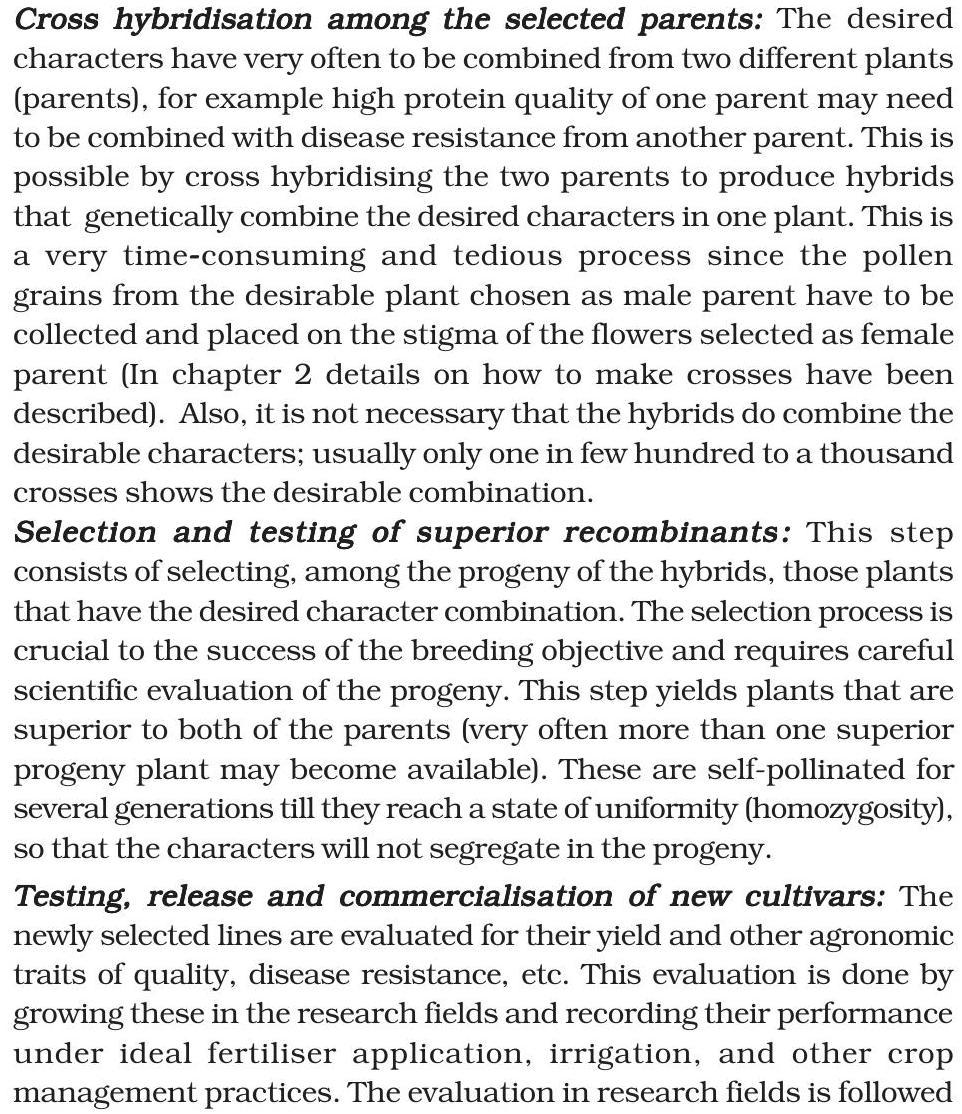 Cross hybridisation among the selected parents: The desired
characters have very often to be combined from two different plants
(parents), for example high protein quality of one parent may need
to be combined with disease resistance from another parent. This is
possible by cross hybridising the two parents to produce hybrids
that genetically combine the desired characters in one plant. This is
a very time-consuming and tedious process since the pollen
grains from the desirable plant chosen as male parent have to be
collected and placed on the stigma of the flowers selected as female
parent (In chapter 2 details on how to make crosses have been
described). Also, it is not necessary that the hybrids do combine the
desirable characters; usually only one in few hundred to a thousand
crosses shows the desirable combination.
Selection and testing of superior recombinants: This step
consists of selecting, among the progeny of the hybrids, those plants
that have the desired character combination. The selection process is
crucial to the success of the breeding objective and requires careful
scientific evaluation of the progeny. This step yields plants that are
superior to both of the parents (very often more than one superior
progeny plant may become available). These are self-pollinated for
several generations till they reach a state of uniformity (homozygosity),
so that the characters will not segregate in the progeny.
Testing, release and commercialisation of new cultivars: The
newly selected lines are evaluated for their yield and other agronomic
traits of quality, disease resistance, etc. This evaluation is done by
growing these in the research fields and recording their performance
under ideal fertiliser application, irrigation, and other crop
management practices. The evaluation in research fields is followed